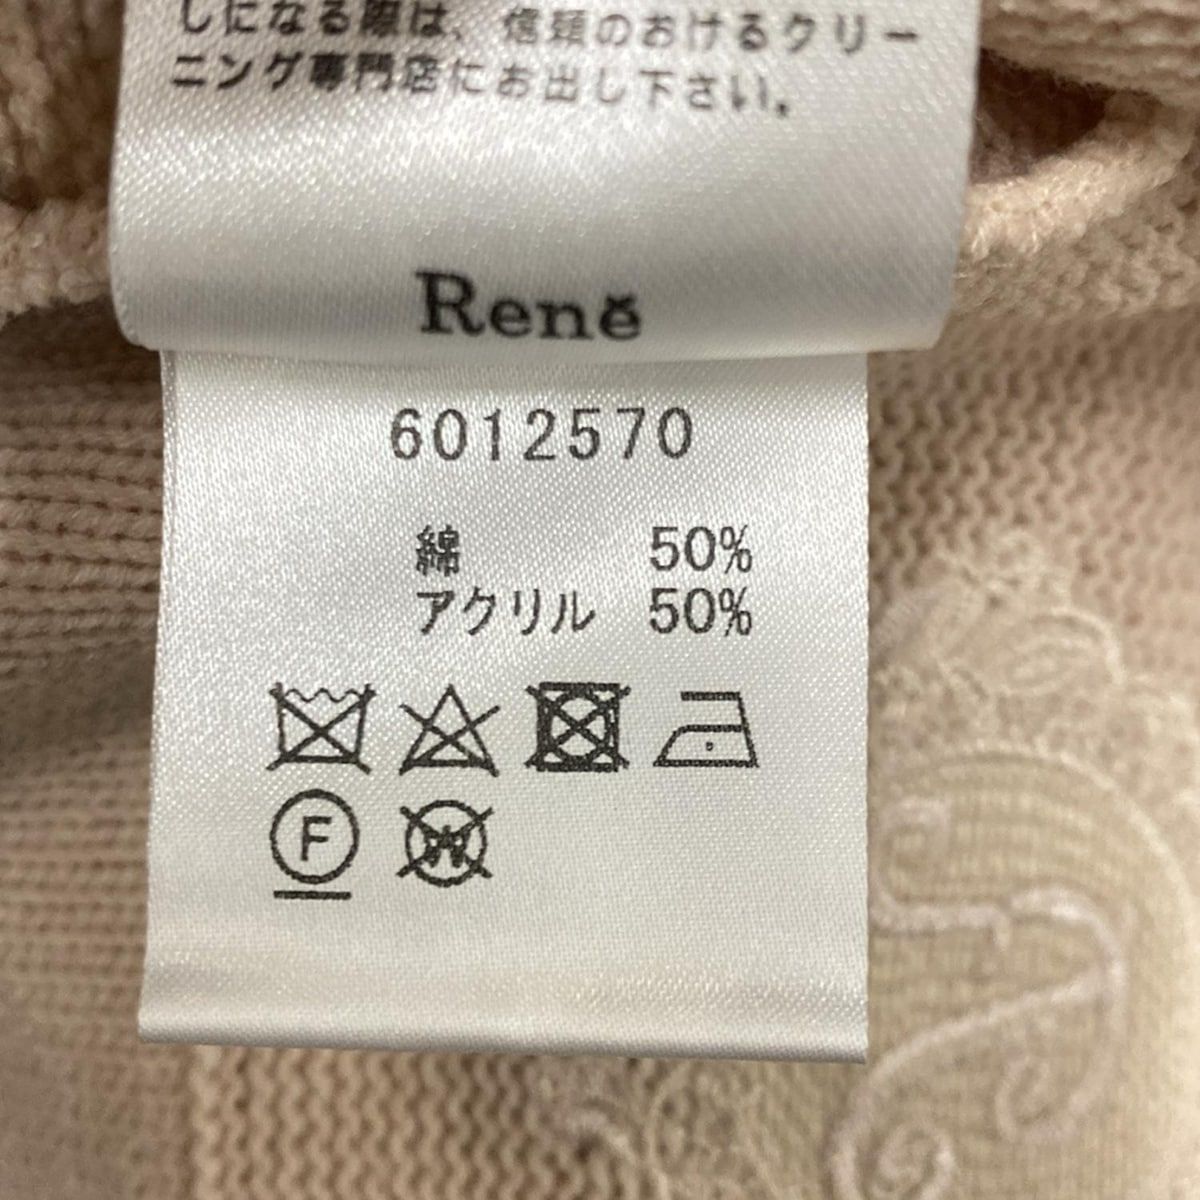 しになる際は、信頼のおけるクリー
ニング専門店にお出し下さい。
René
6012570
綿 50%
アクリル 50%
F
W